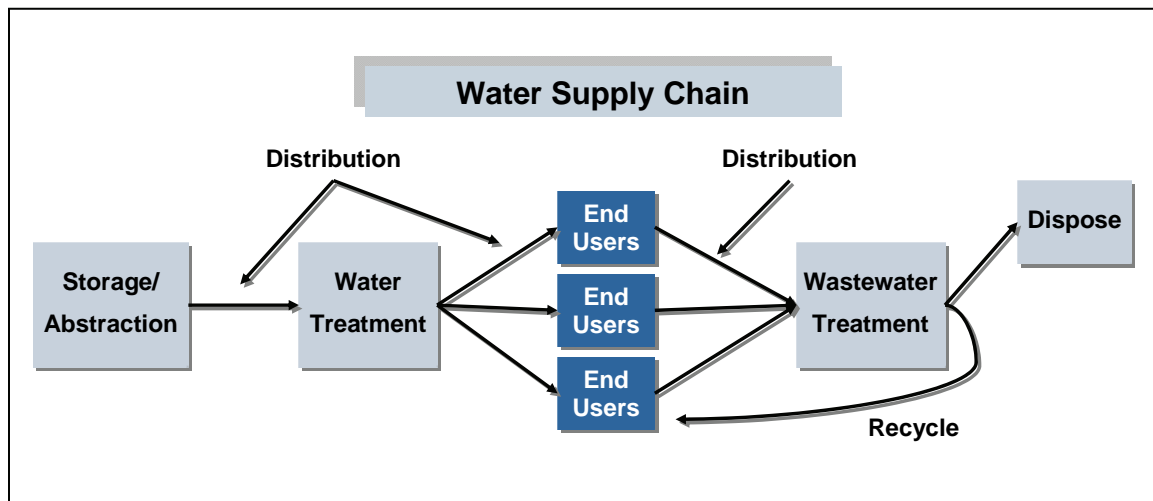 Water Supply Chain
Distribution
Distribution
End
Users
Dispose
Storage/
Abstraction
Water
Treatment
End
Users
Wastewater
Treatment
End
Users
Recycle